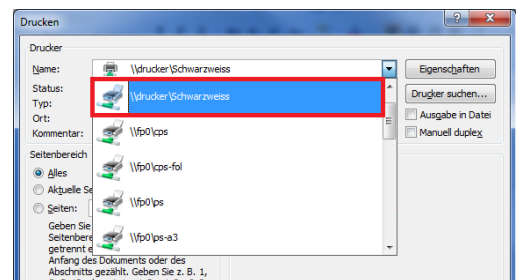 Drucken
Drucker
Name: \\drucker\Schwarzweiss Eigenschaften
Status: \\drucker\Schwarzweiss Drucker suchen...
Typ:
Ort: Ausgabe in Datei
Kommentar: \\fp0\cps Manuell duplex
Seitenbereich
Alles \\fp0\cps-fol
Aktuelle Se
Seiten: \\fp0\ps
Geben Sie
Seitenbere
getrennt e \\fp0\ps-a3
Anfang des Dokuments oder des
Abschnitts gezählt. Geben Sie z. B. 1,